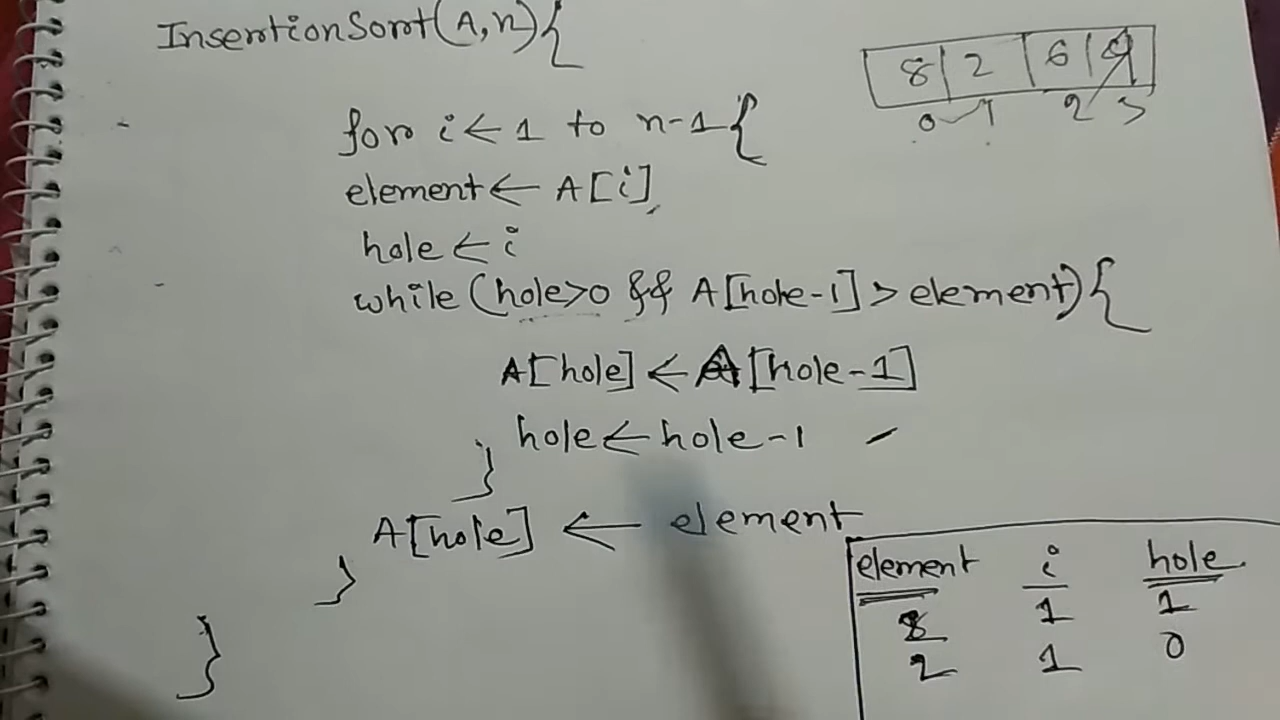 InsertionSort(A,n){
8 2 6
0 1 2 3
for i ← 1 to n-1{
element ← A[i]
hole ← i
while (hole>0 && A[hole-1] > element){
A[hole] ← A[hole-1]
hole ← hole-1
}
A[hole] ← element
}
}
element i hole
8 1 1
2 1 0